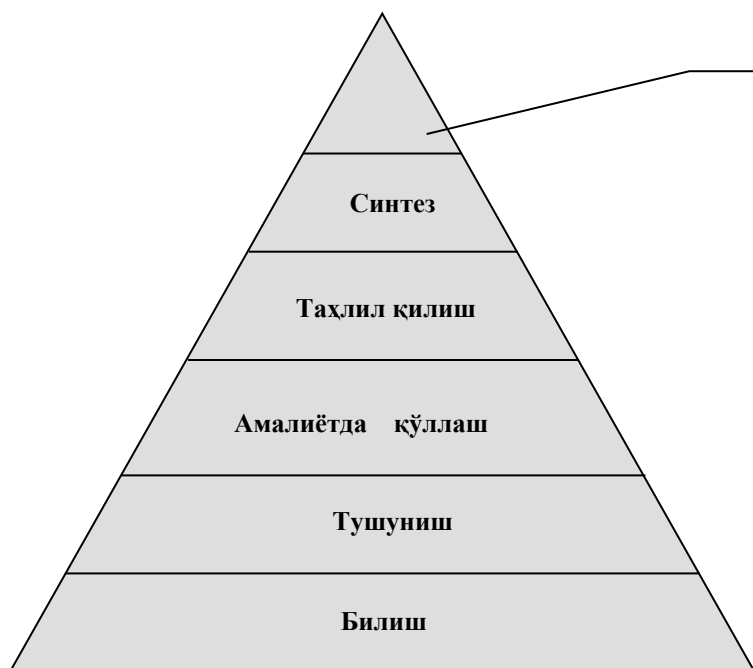 Синтез
Таҳлил қилиш
Амалиётда қўллаш
Тушуниш
Билиш